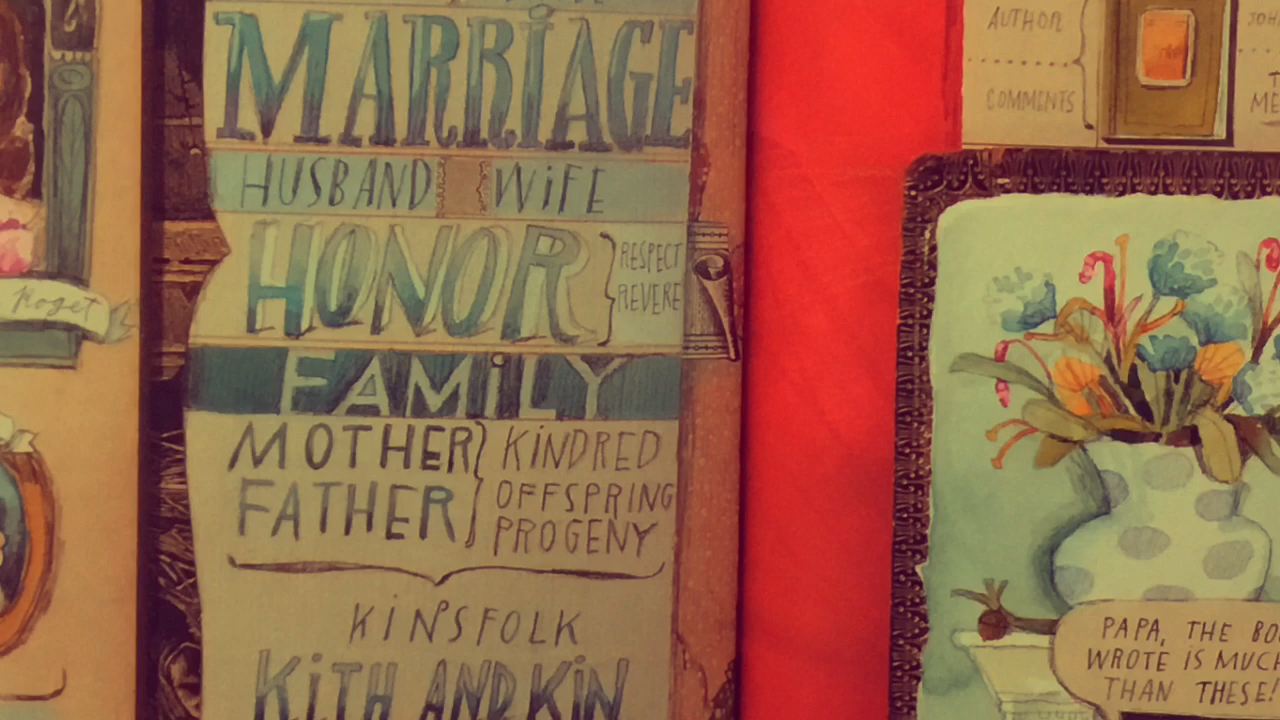 MARRIAGE
HUSBAND WIFE
HONOR RESPECT
REVERE
FAMILY
MOTHER KINDRED
FATHER OFFSPRING
PROGENY
KINSFOLK
KITH AND KIN
Roget
AUTHOR
COMMENTS
PAPA, THE
WROTE IS
THAN THESE!